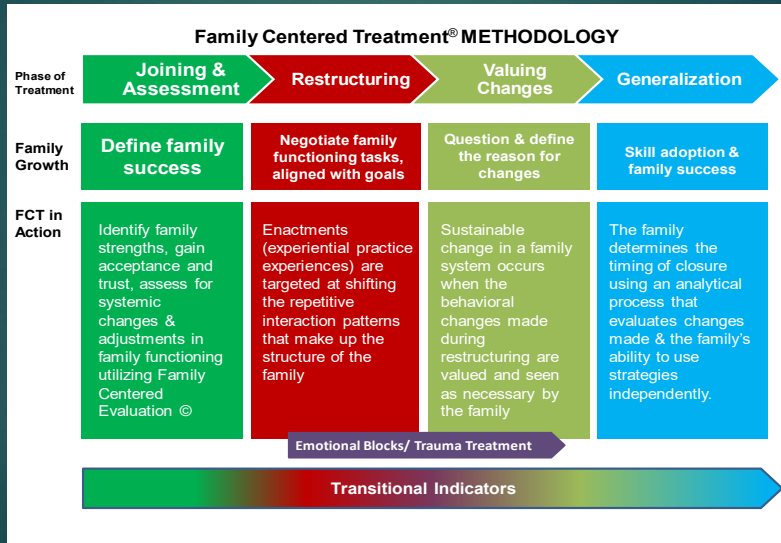 Family Centered Treatment® METHODOLOGY
Phase of
Treatment
Joining &
Assessment
Restructuring
Valuing
Changes
Generalization
Family
Growth
Define family
success
Negotiate family
functioning tasks,
aligned with goals
Question & define
the reason for
changes
Skill adoption &
family success
FCT in
Action
Identify family
strengths, gain
acceptance and
trust, assess for
systemic
changes &
adjustments in
family functioning
utilizing Family
Centered
Evaluation ©
Enactments
(experiential practice
experiences) are
targeted at shifting
the repetitive
interaction patterns
that make up the
structure of the
family
Sustainable
change in a family
system occurs
when the
behavioral
changes made
during
restructuring are
valued and seen
as necessary by
the family
The family
determines the
timing of closure
using an analytical
process that
evaluates changes
made & the family's
ability to use
strategies
independently.
Emotional Blocks/ Trauma Treatment
Transitional Indicators